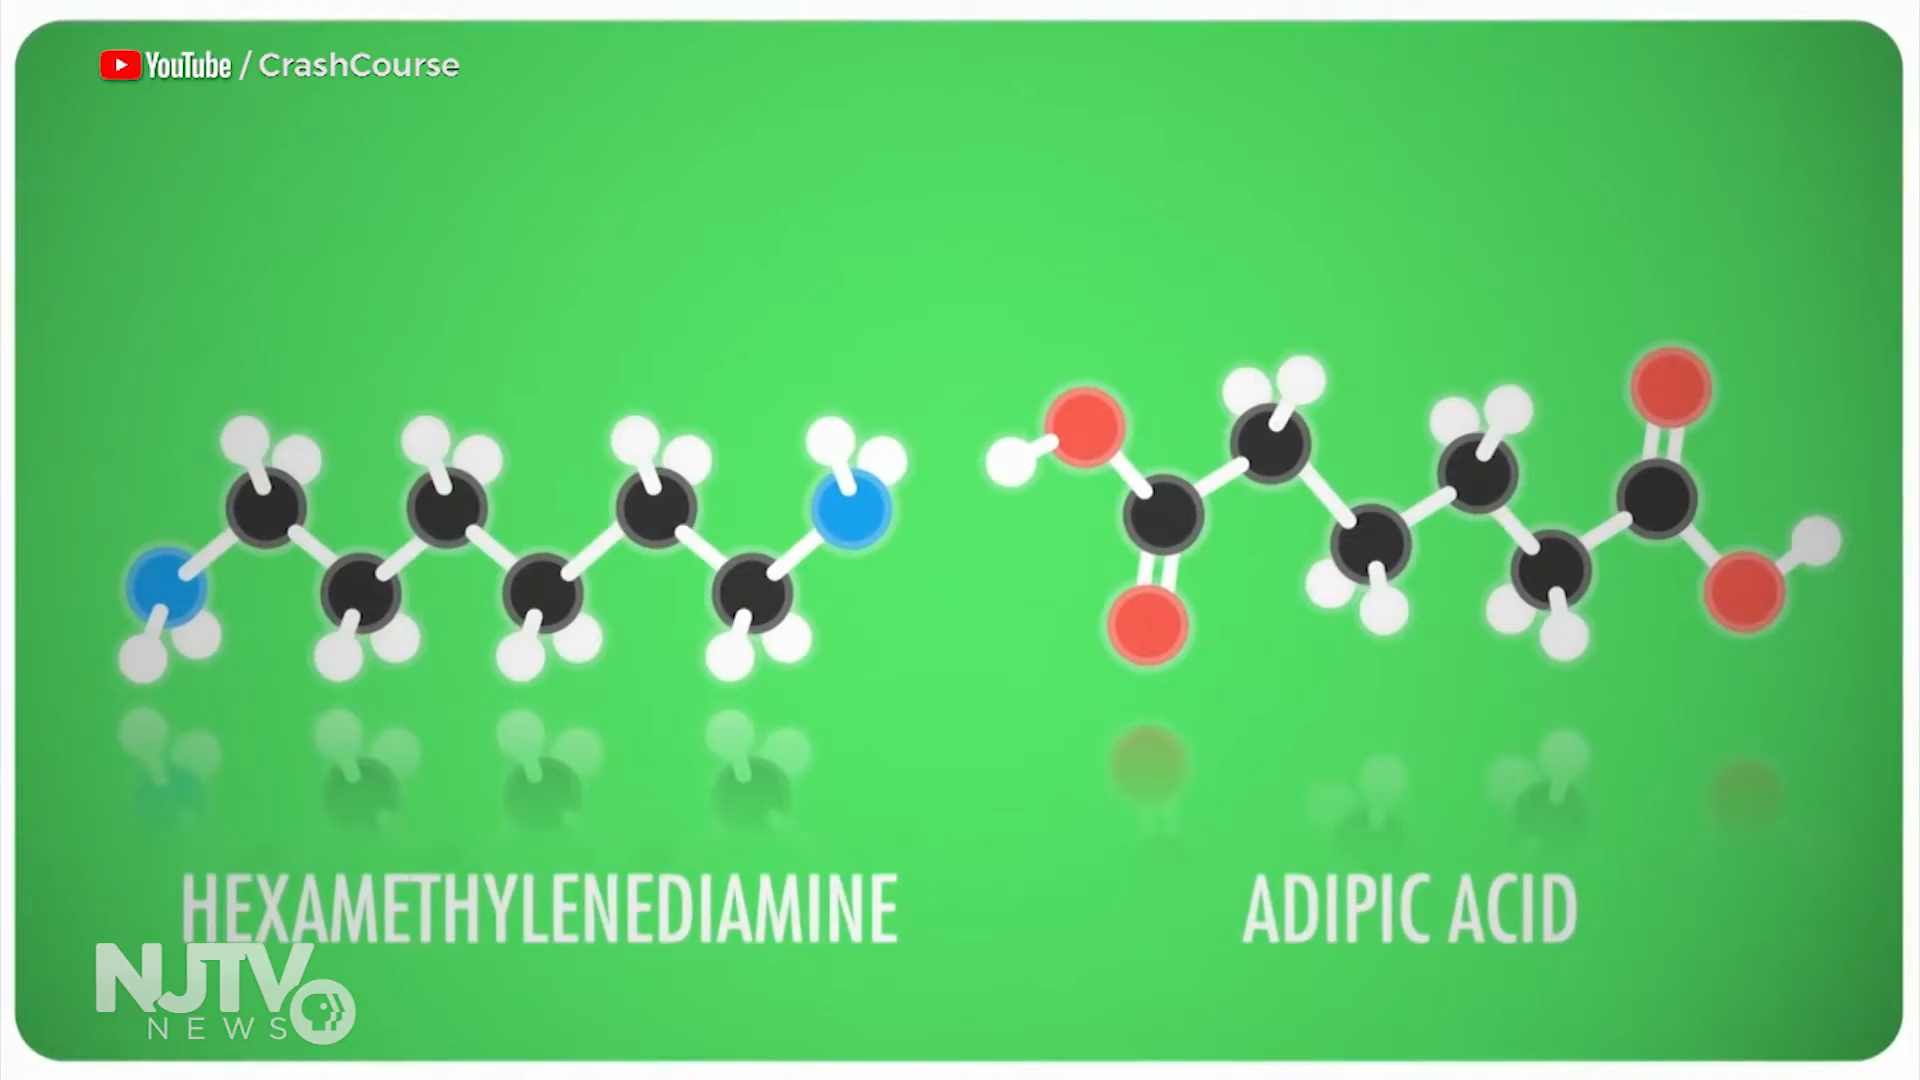 YouTube / CrashCourse
HEXAMETHYLENEDIAMINE
ADIPIC ACID
NJTV
NEWS